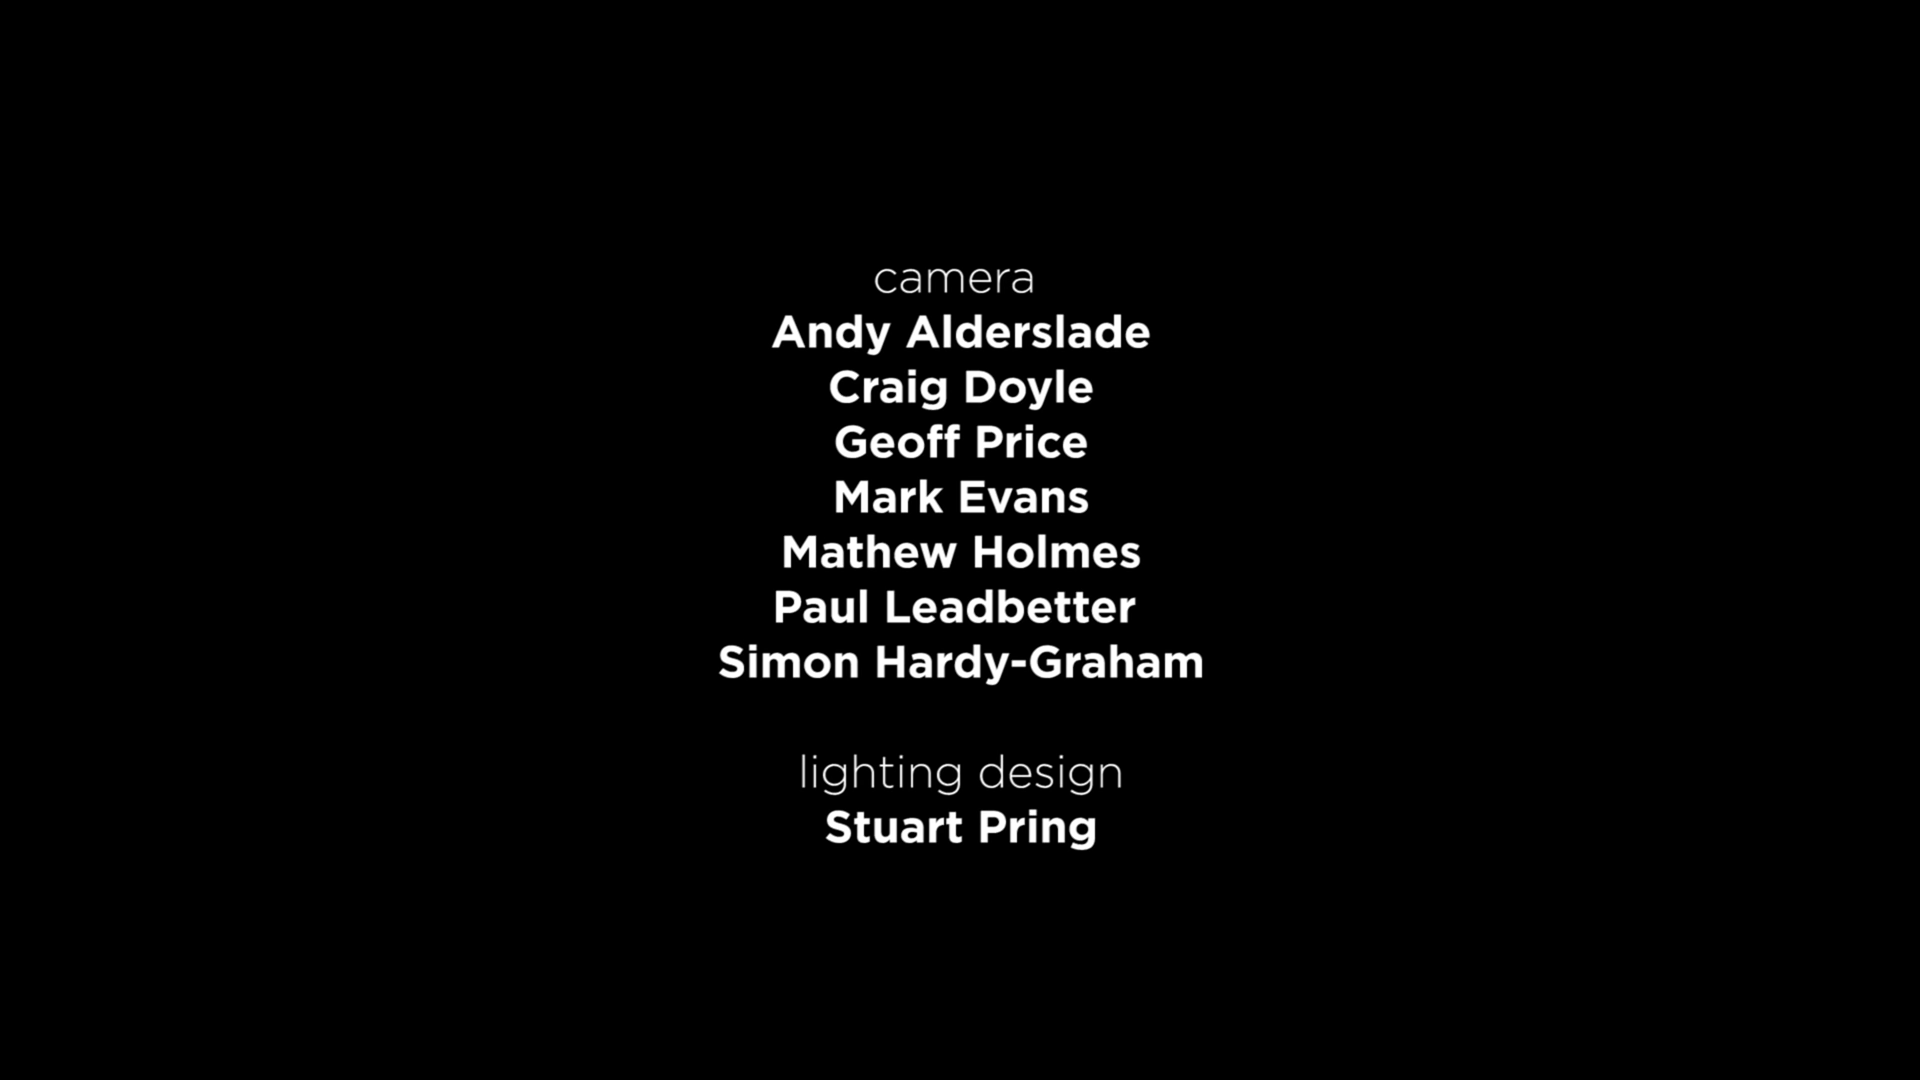 camera
Andy Alderslade
Craig Doyle
Geoff Price
Mark Evans
Mathew Holmes
Paul Leadbetter
Simon Hardy-Graham
lighting design
Stuart Pring